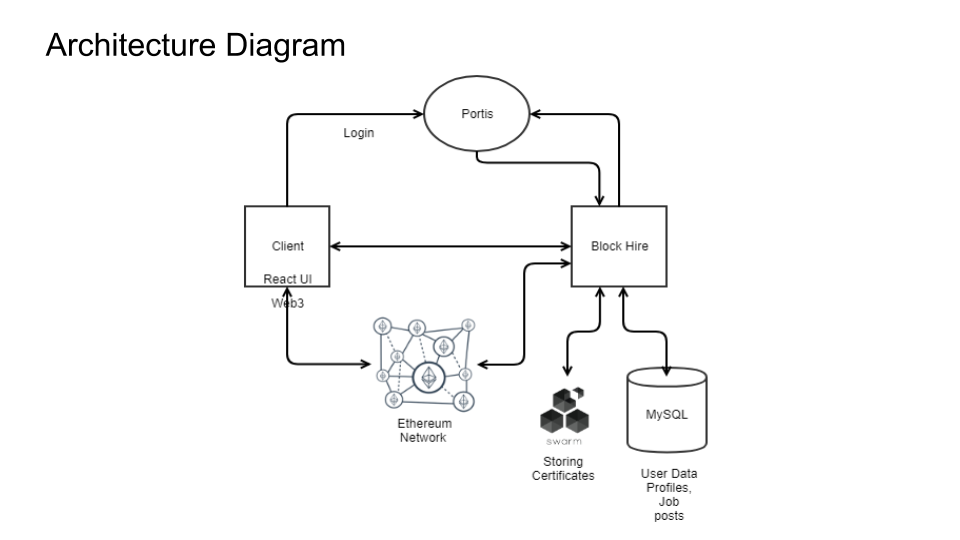 Architecture Diagram
Portis
Login
Client
Block Hire
React UI
Web3
MySQL
Ethereum
Network
swarm
Storing
Certificates
User Data
Profiles,
Job
posts